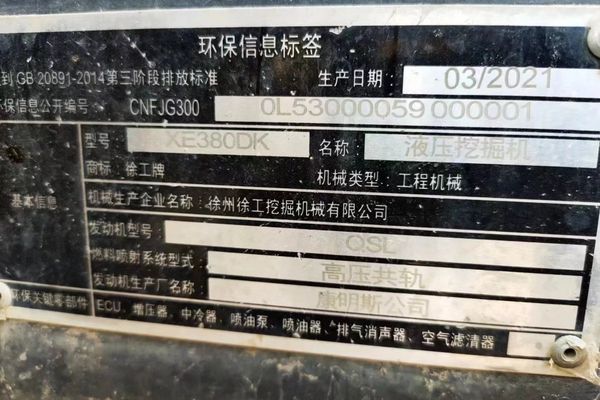 环保信息标签
到 GB 20891-2014第三阶段排放标准
生产日期: 03/2021
环保信息公开编号: CNFJG300 0L53000059 000001
型号: XE380DK 名称: 液压挖掘机
商标: 徐工牌 机械类型: 工程机械
基本信息
机械生产企业名称: 徐州徐工挖掘机械有限公司
发动机型号: QSL
燃料喷射系统型式: 高压共轨
发动机生产厂名称: 康明斯公司
环保关键零部件 ECU、增压器、中冷器、喷油泵、喷油器、排气消声器、空气滤清器